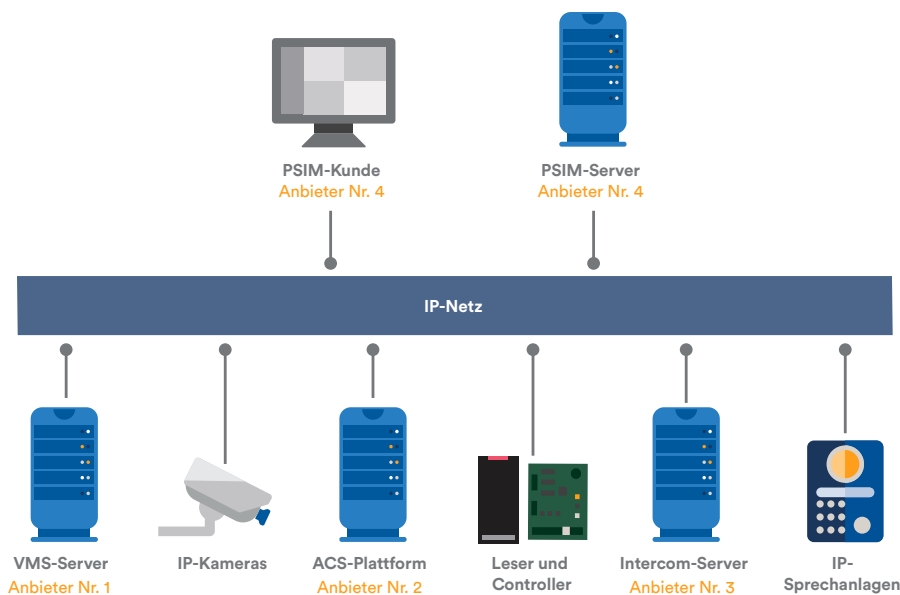 PSIM-Kunde
Anbieter Nr. 4
PSIM-Server
Anbieter Nr. 4
IP-Netz
VMS-Server
Anbieter Nr. 1
IP-Kameras
ACS-Plattform
Anbieter Nr. 2
Leser und
Controller
Intercom-Server
Anbieter Nr. 3
IP-
Sprechanlagen